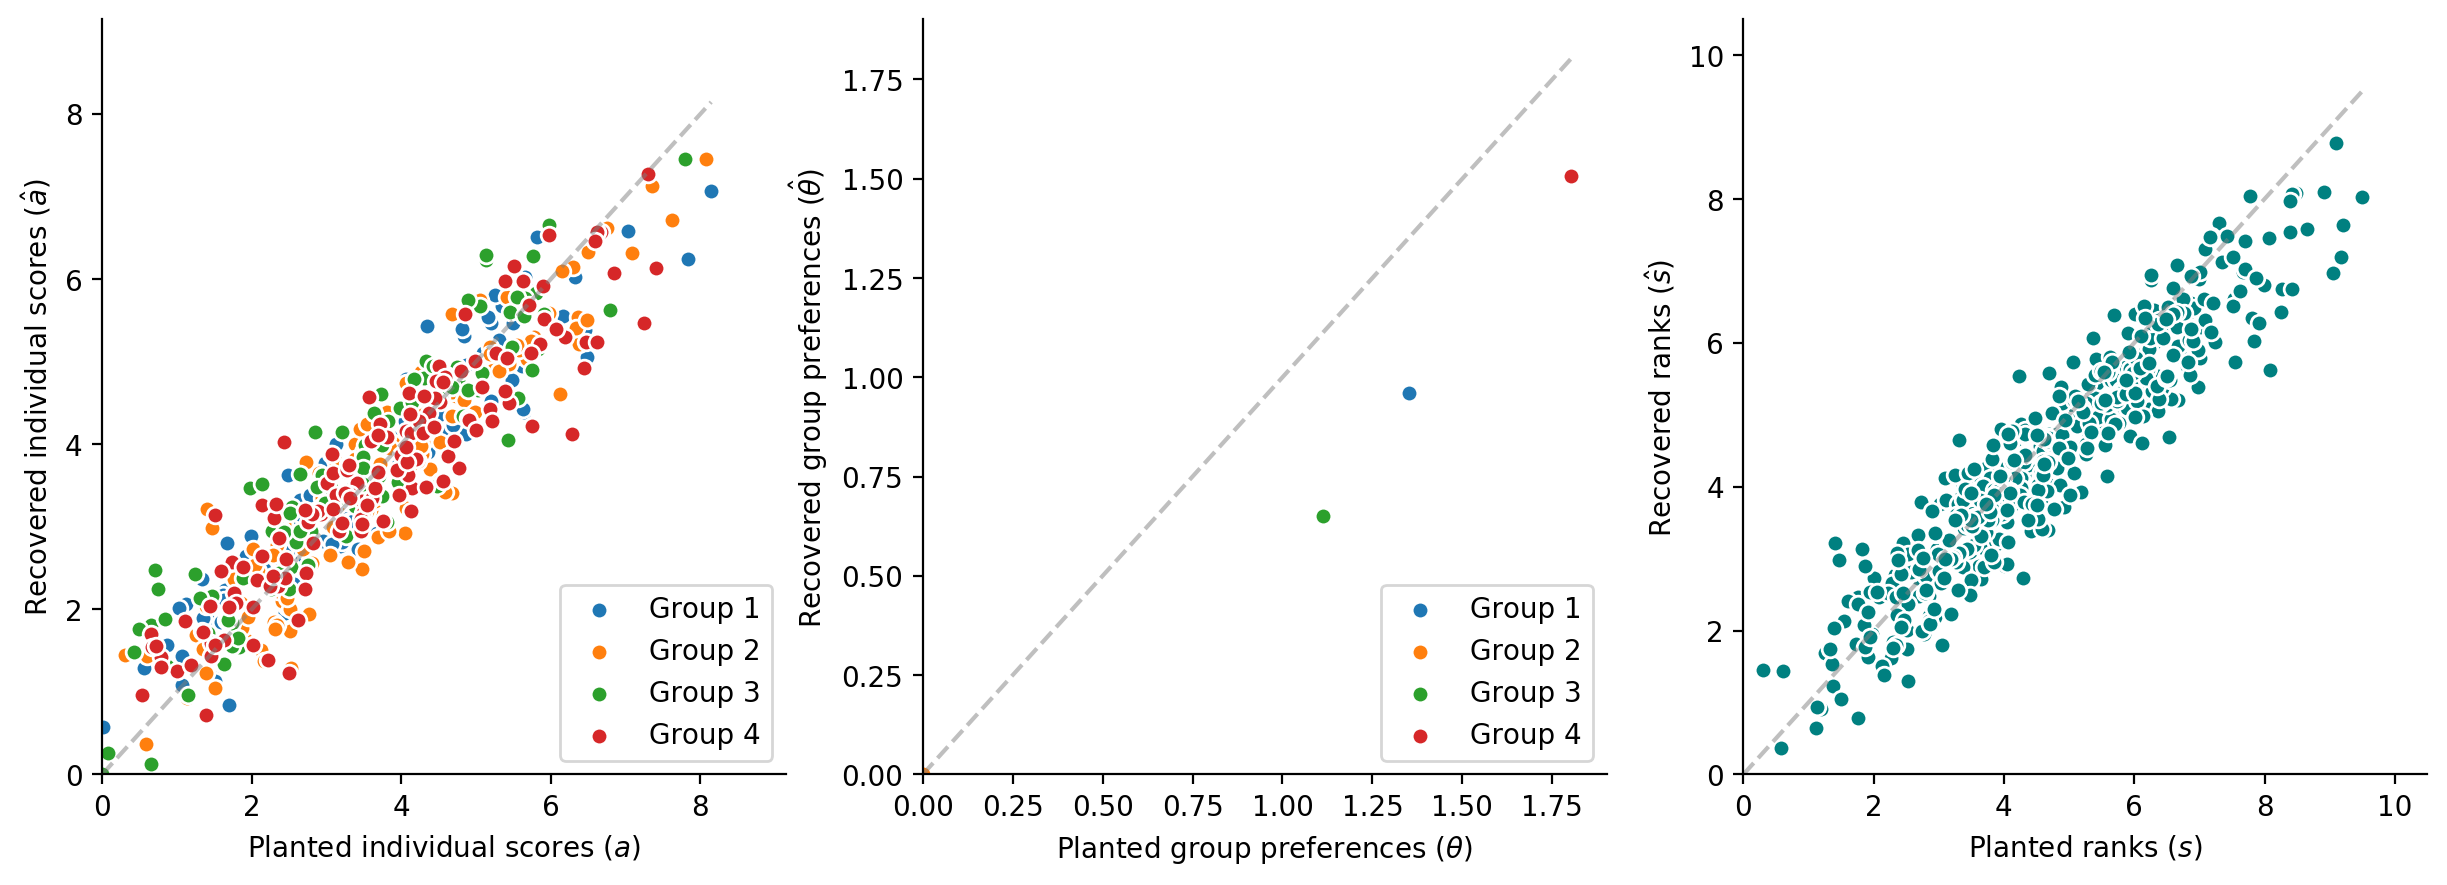 Recovered individual scores (â)
8
6
4
2
0
0 2 4 6 8
Planted individual scores (a)
Group 1
Group 2
Group 3
Group 4
Recovered group preferences (θ̂)
1.75
1.50
1.25
1.00
0.75
0.50
0.25
0.00
0.00 0.25 0.50 0.75 1.00 1.25 1.50 1.75
Planted group preferences (θ)
Group 1
Group 2
Group 3
Group 4
Recovered ranks (ŝ)
10
8
6
4
2
0
0 2 4 6 8 10
Planted ranks (s)